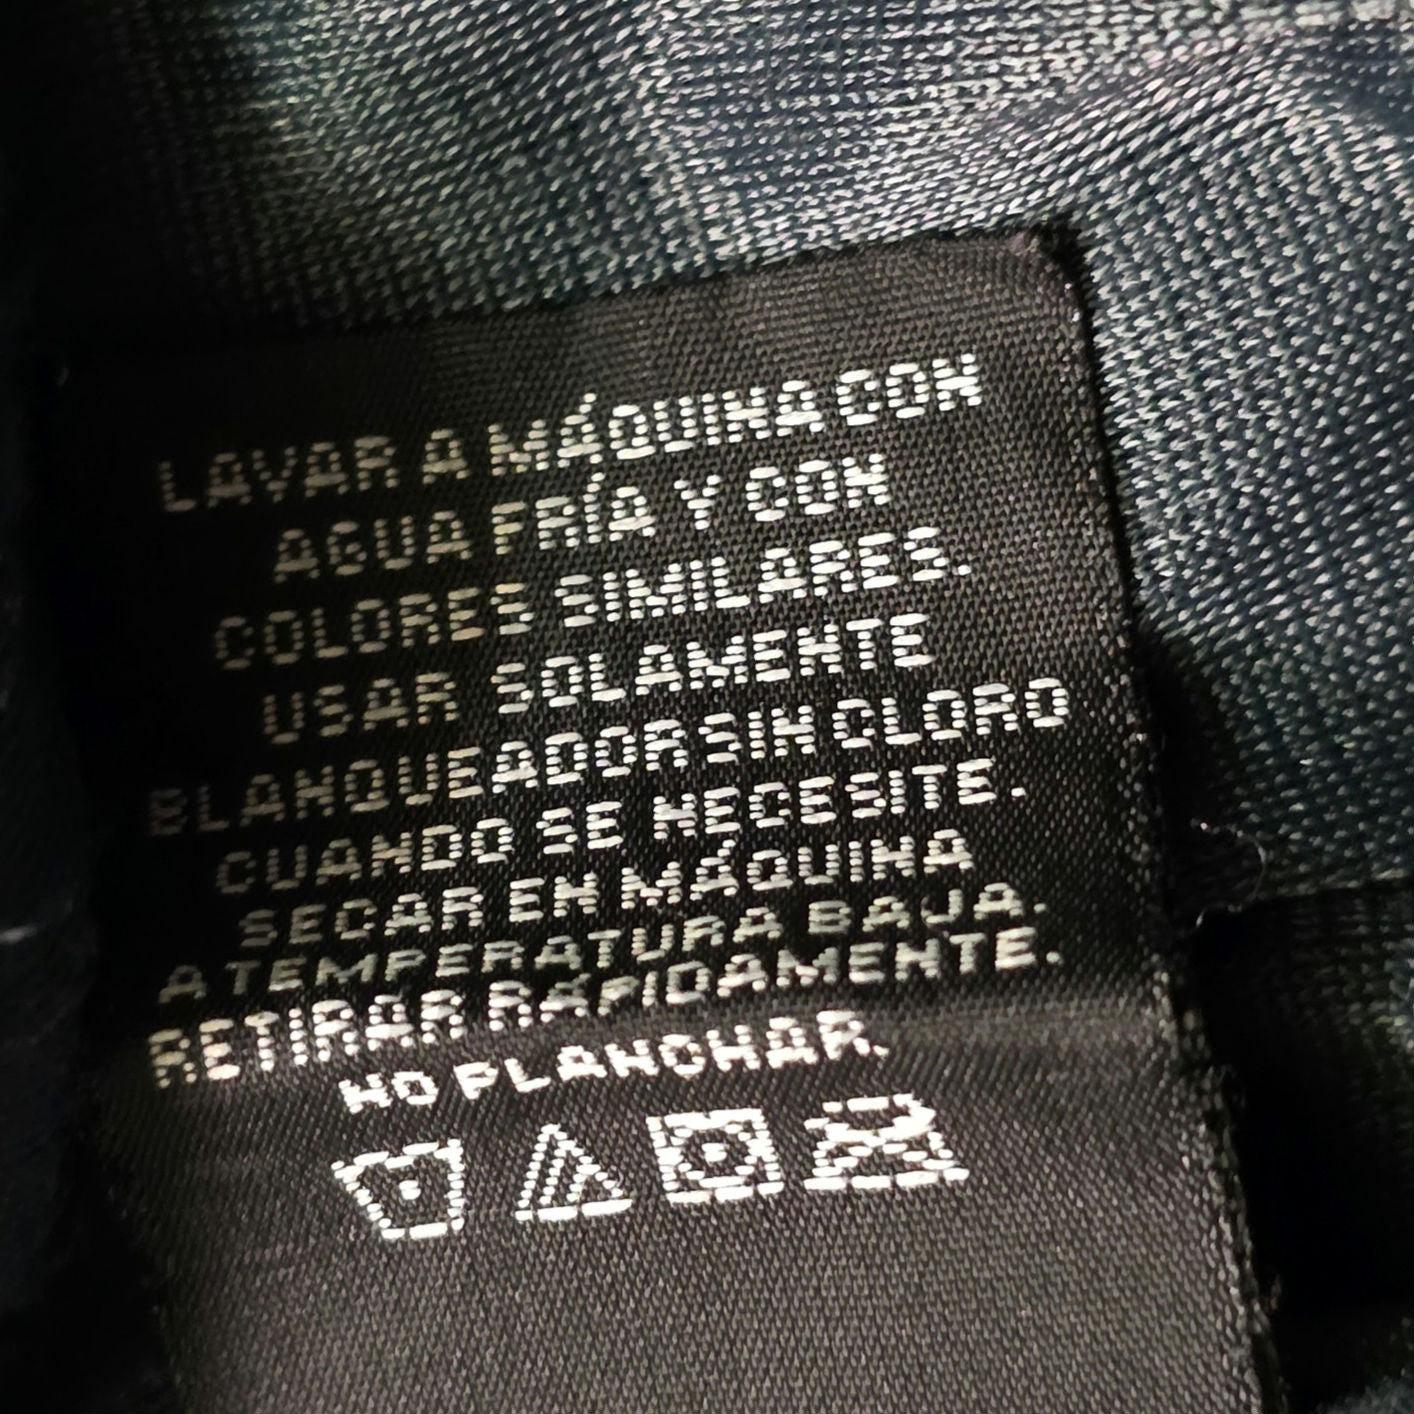 LAVAR A MÁQUINA CON
AGUA FRÍA Y CON
COLORES SIMILARES.
USAR SOLAMENTE
BLANQUEADOR SIN CLORO
CUANDO SE NECESITE.
SECAR EN MÁQUINA
A TEMPERATURA BAJA.
RETIRAR RÁPIDAMENTE.
NO PLANCHAR.